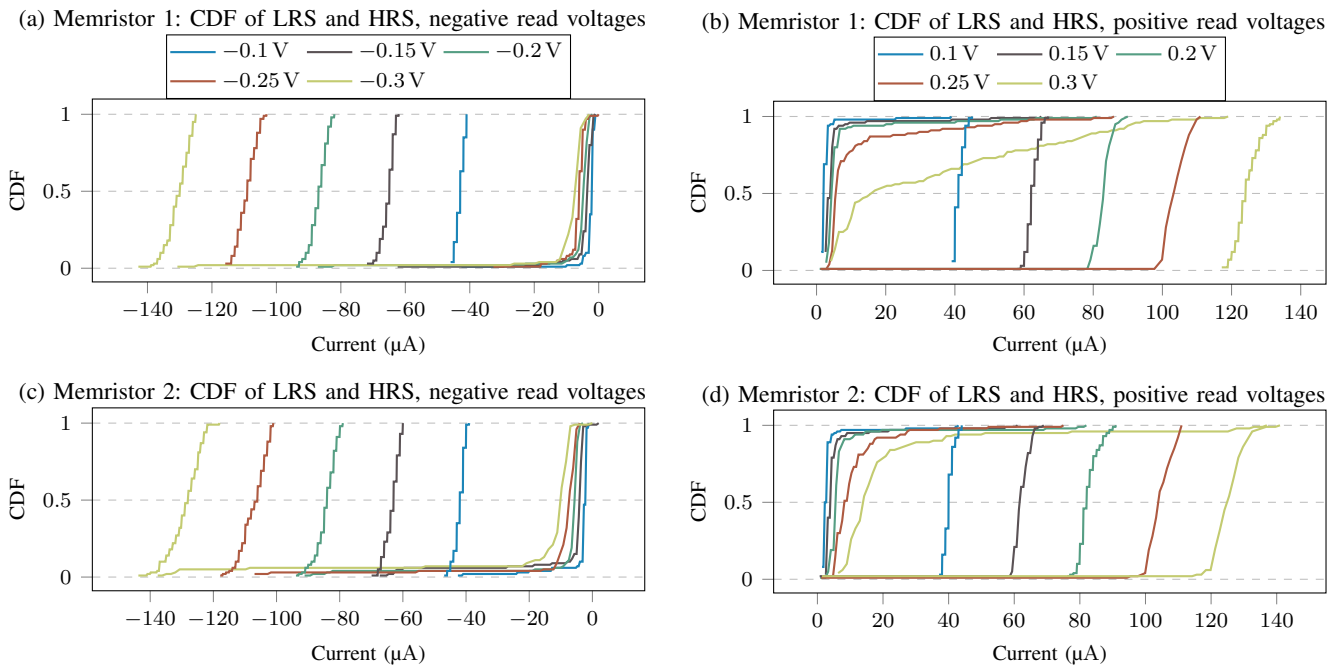 (a) Memristor 1: CDF of LRS and HRS, negative read voltages
−0.1 V −0.15 V −0.2 V
−0.25 V −0.3 V
1
0.5
0
CDF
−140 −120 −100 −80 −60 −40 −20 0
Current (µA)
(b) Memristor 1: CDF of LRS and HRS, positive read voltages
0.1 V 0.15 V 0.2 V
0.25 V 0.3 V
1
0.5
0
CDF
0 20 40 60 80 100 120 140
Current (µA)
(c) Memristor 2: CDF of LRS and HRS, negative read voltages
1
0.5
0
CDF
−140 −120 −100 −80 −60 −40 −20 0
Current (µA)
(d) Memristor 2: CDF of LRS and HRS, positive read voltages
1
0.5
0
CDF
0 20 40 60 80 100 120 140
Current (µA)